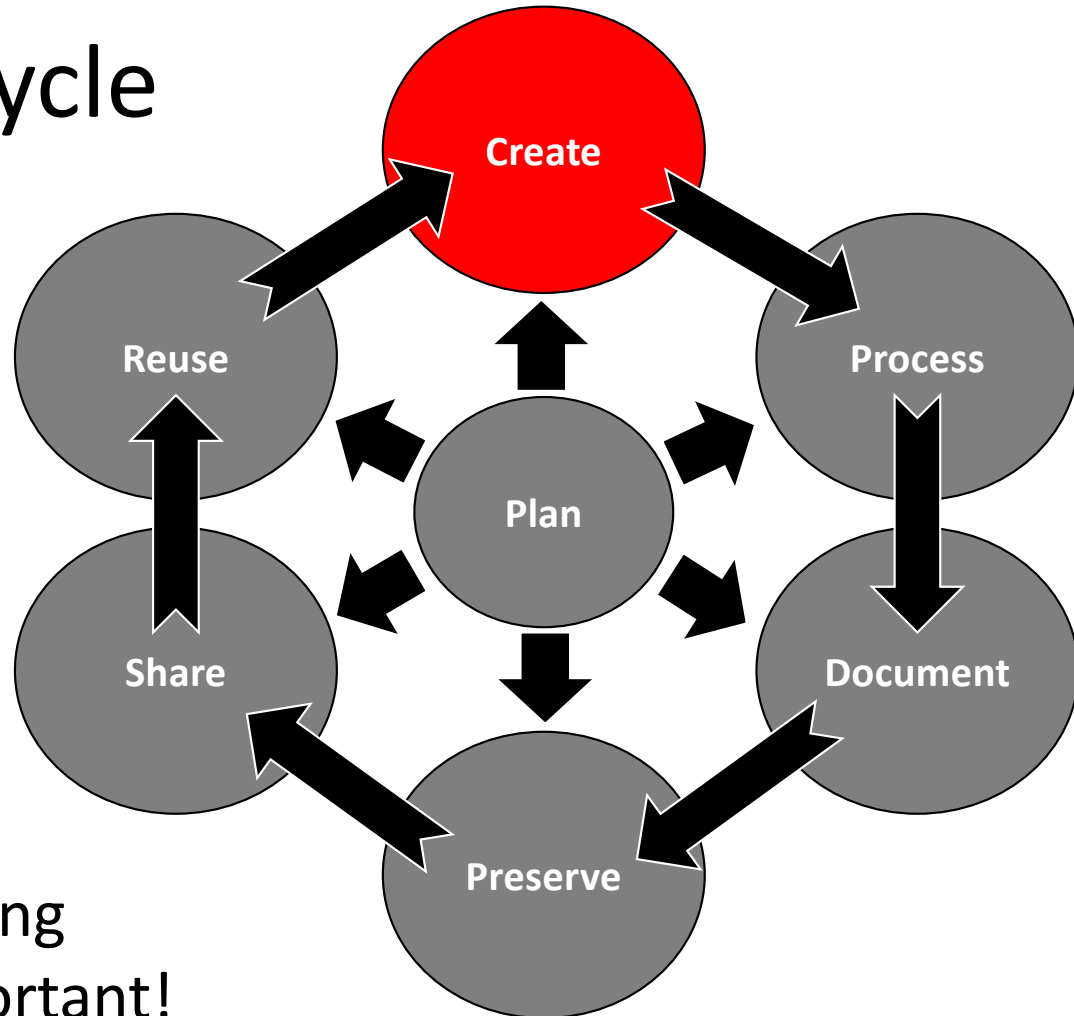 ycle
Create
Reuse
Process
Plan
Share
Document
Preserve
ng
ortant!